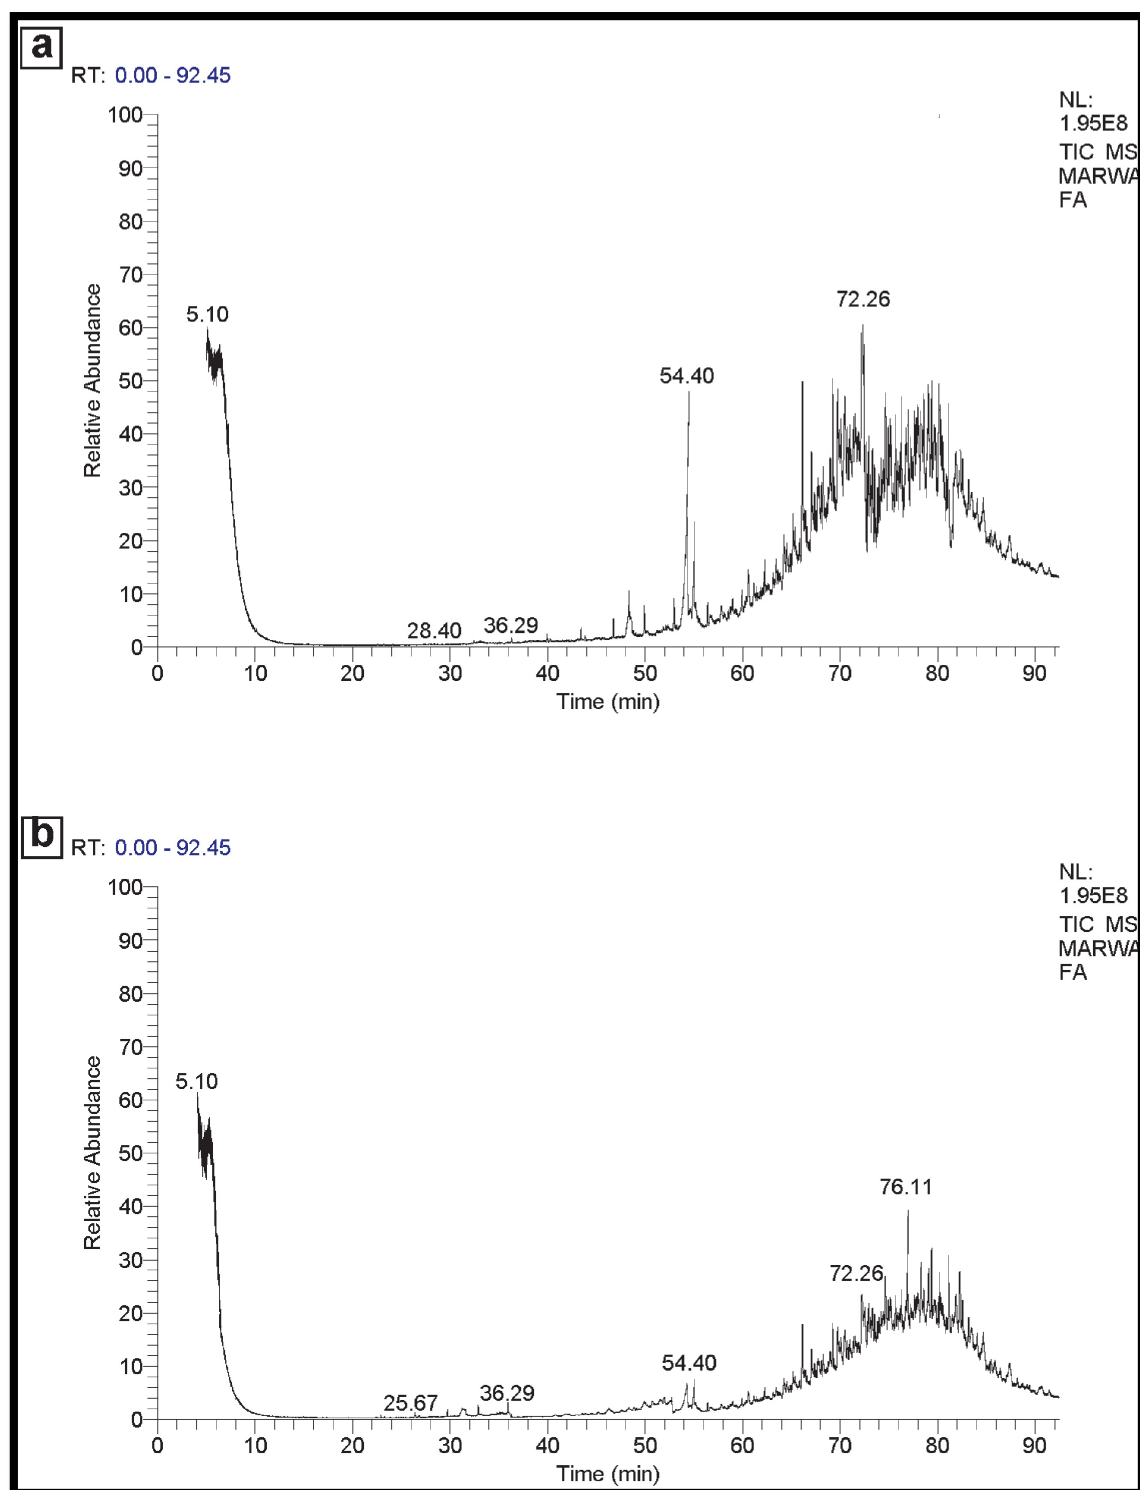 a
RT: 0.00 - 92.45
NL:
1.95E8
TIC MS
MARWA
FA
100
90
80
70
60
50
40
30
20
10
0
Relative Abundance
5.10
28.40
36.29
54.40
72.26
0 10 20 30 40 50 60 70 80 90
Time (min)
b
RT: 0.00 - 92.45
NL:
1.95E8
TIC MS
MARWA
FA
100
90
80
70
60
50
40
30
20
10
0
Relative Abundance
5.10
25.67
36.29
54.40
72.26
76.11
0 10 20 30 40 50 60 70 80 90
Time (min)